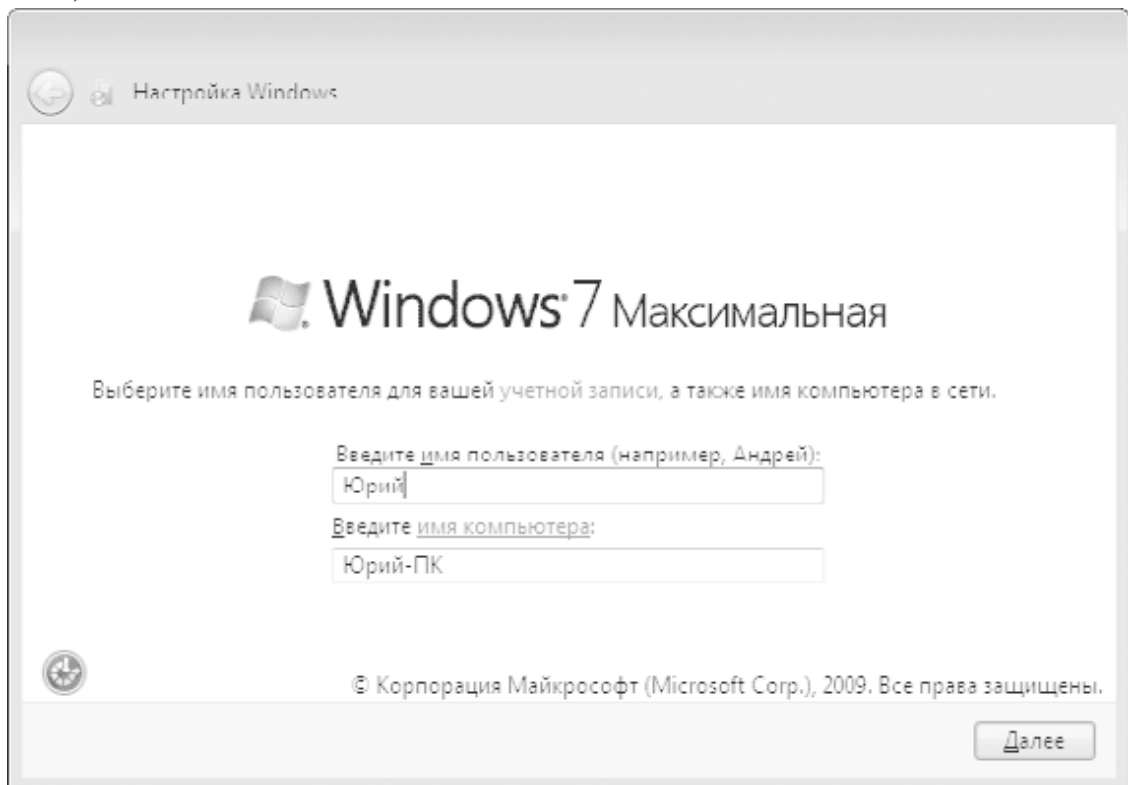 Настройка Windows
Windows 7 Максимальная
Выберите имя пользователя для вашей учетной записи, а также имя компьютера в сети.
Введите имя пользователя (например, Андрей):
Юрий
Введите имя компьютера:
Юрий-ПК
© Корпорация Майкрософт (Microsoft Corp.), 2009. Все права защищены.
Далее